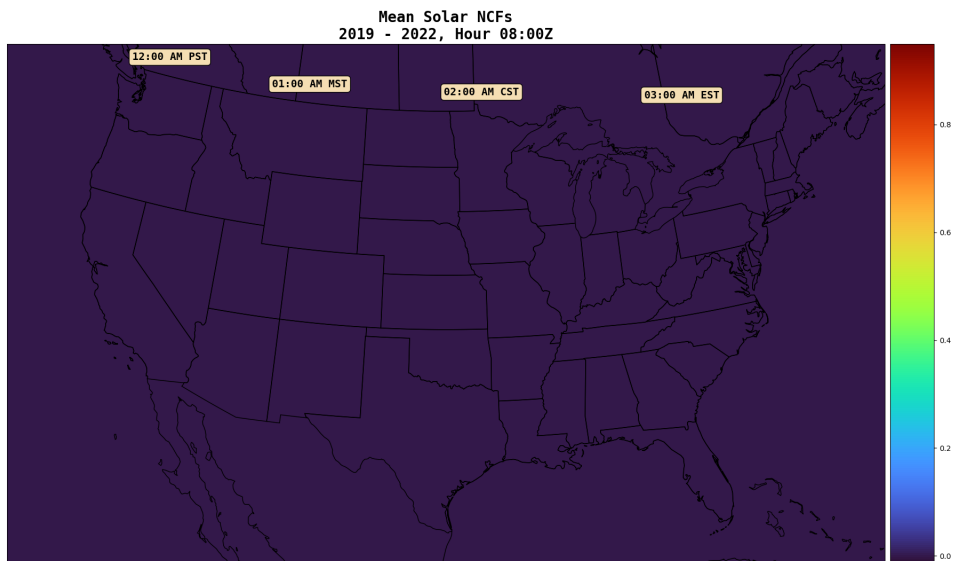 Mean Solar NCFs
2019 - 2022, Hour 08:00Z
12:00 AM PST
01:00 AM MST
02:00 AM CST
03:00 AM EST
0.8
0.6
0.4
0.2
0.0